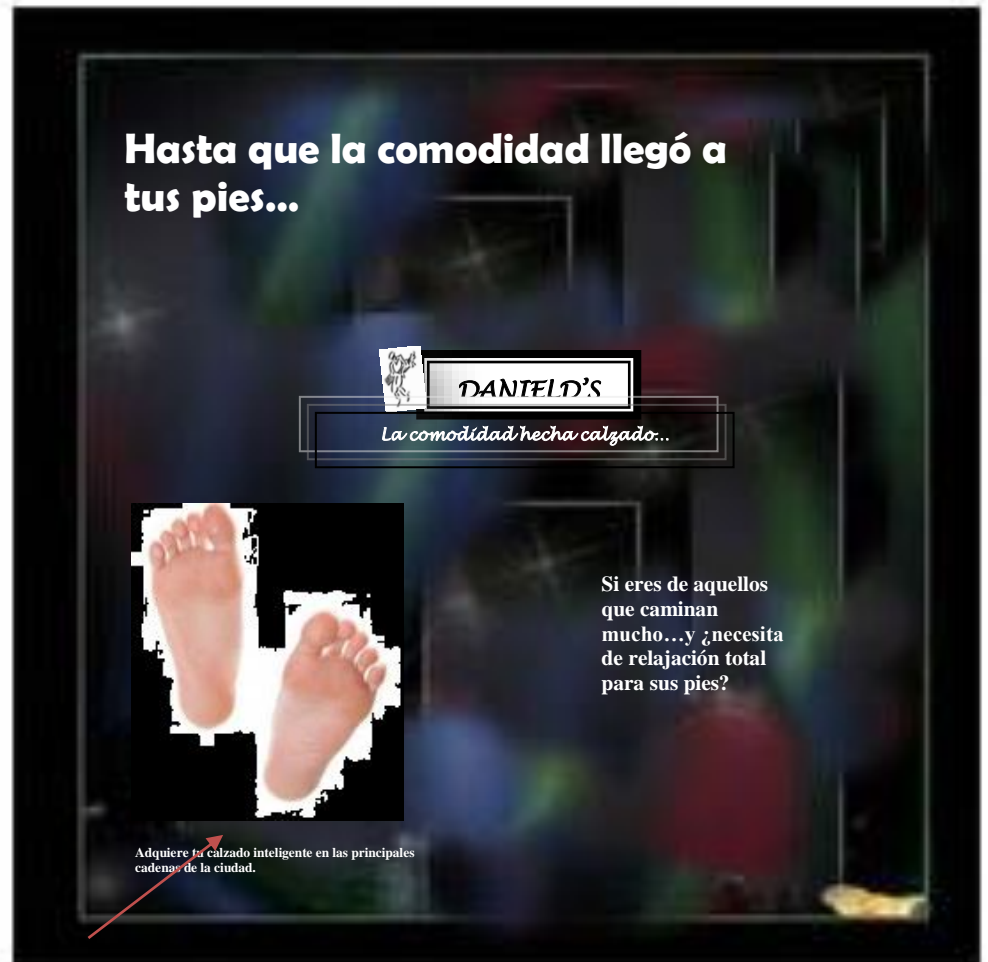 Hasta que la comodidad llegó a
tus pies...
DANIELD'S
La comodidad hecha calzado...
Si eres de aquellos
que caminan
mucho…y ¿necesita
de relajación total
para sus pies?
Adquiere tu calzado inteligente en las principales
cadenas de la ciudad.